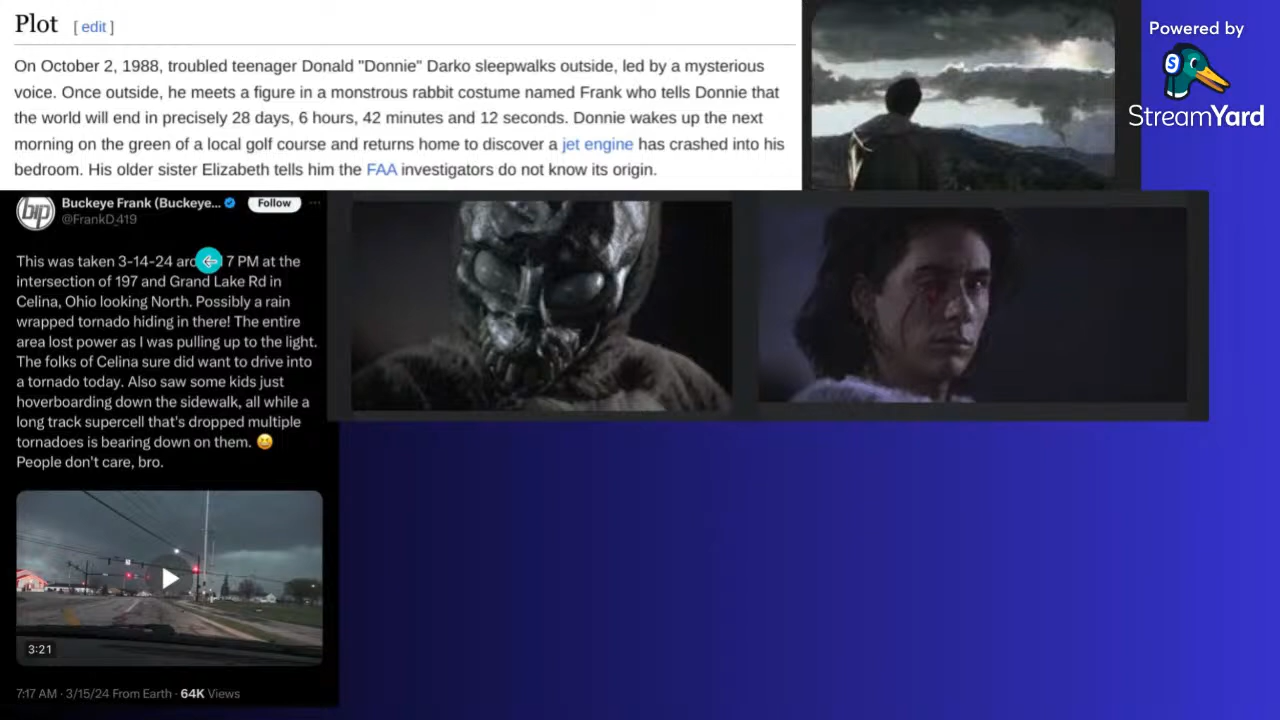 Plot [ edit ]
On October 2, 1988, troubled teenager Donald "Donnie" Darko sleepwalks outside, led by a mysterious
voice. Once outside, he meets a figure in a monstrous rabbit costume named Frank who tells Donnie that
the world will end in precisely 28 days, 6 hours, 42 minutes and 12 seconds. Donnie wakes up the next
morning on the green of a local golf course and returns home to discover a jet engine has crashed into his
bedroom. His older sister Elizabeth tells him the FAA investigators do not know its origin.
Powered by
S
StreamYard
bip
Buckeye Frank (Buckeye...
Follow
@FrankD_419
This was taken 3-14-24 7 PM at the
intersection of 197 and Grand Lake Rd in
Celina, Ohio looking North. Possibly a rain
wrapped tornado hiding in there! The entire
area lost power as I was pulling up to the light.
The folks of Celina sure did want to drive into
a tornado today. Also saw some kids just
hoverboarding down the sidewalk, all while a
long track supercell that's dropped multiple
tornadoes is bearing down on them. 😆
People don't care, bro.
3:21
7:17 AM · 3/15/24 From Earth · 64K Views